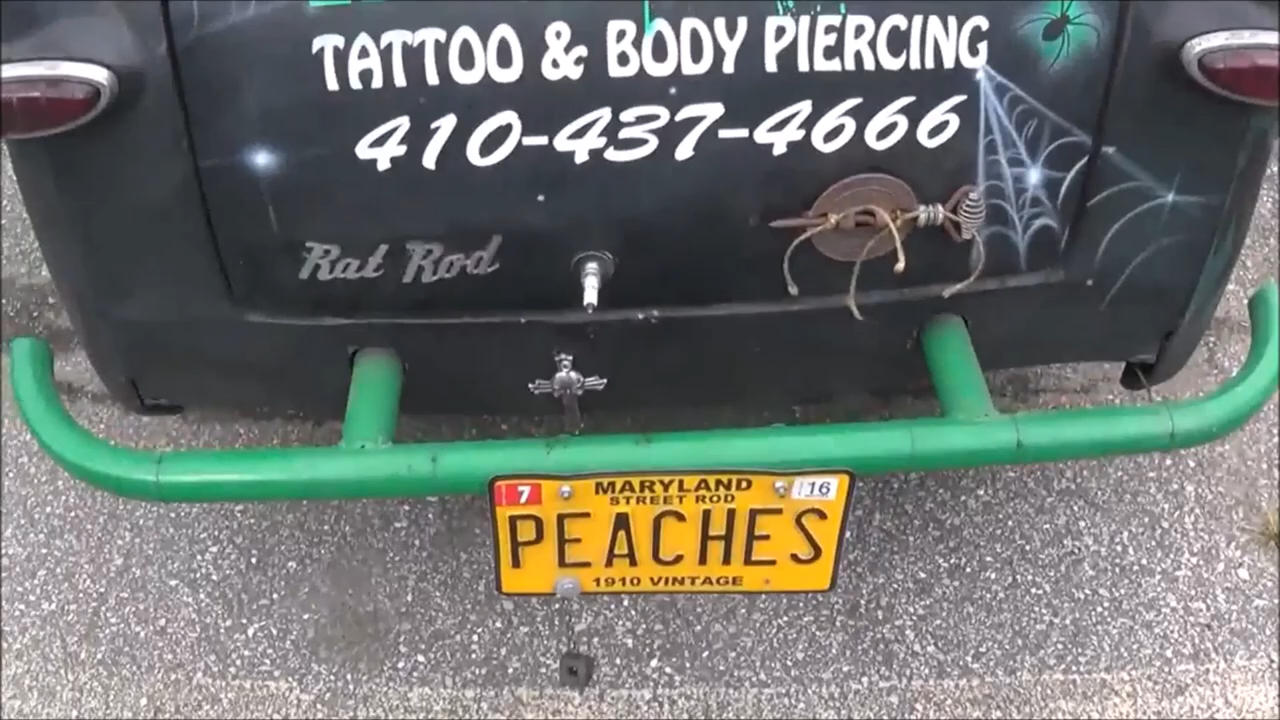 TATTOO & BODY PIERCING
410-437-4666
Rat Rod
7
MARYLAND
16
STREET ROD
PEACHES
1910 VINTAGE